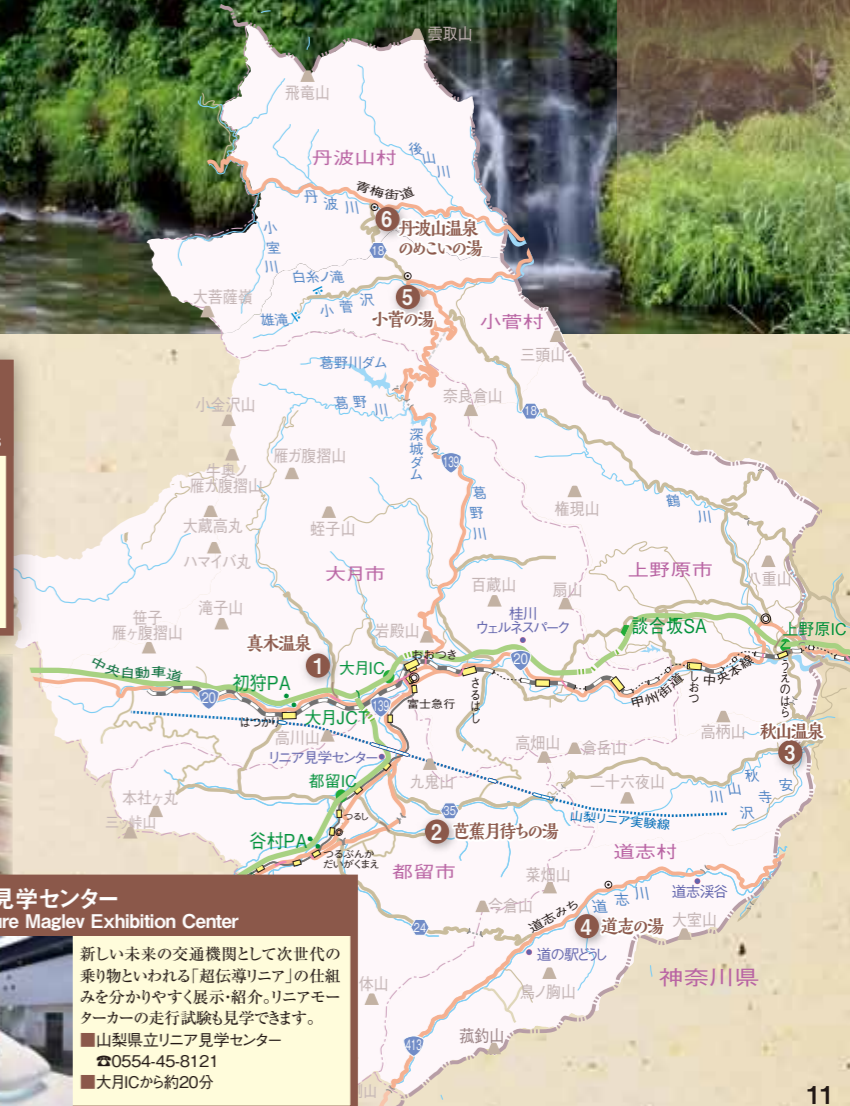 雲取山
飛竜山
丹波山村
後山川
青梅街道
丹波川
6
丹波山温泉
のめこいの湯
小室川
18
白糸ノ滝
5
大菩薩嶺
雄滝
小菅沢
小菅の湯
小菅村
三頭山
葛野川ダム
小金沢山
葛野川
奈良倉山
18
深城ダム
牛奥ノ
雁ガ腹摺山
雁ガ腹摺山
139
葛野川
鶴川
大蔵高丸
蛭子山
権現山
ハマイバ丸
大月市
百蔵山
扇山
上野原市
八重山
笹子
雁ヶ腹摺山
滝子山
岩殿山
桂川
ウェルネスパーク
談合坂SA
上野原IC
真木温泉
1
大月IC
おおつき
20
中央自動車道
初狩PA
さるはし
しおつ
中央本線
うえのはら
20
139
富士急行
甲州街道
はつかり
大月JCT
高川山
高畑山
倉岳山
高柄山
秋山温泉
3
リニア見学センター
九鬼山
二十六夜山
秋山川
安寺沢
都留IC
本社ヶ丸
35
山梨リニア実験線
三ッ峠山
つるし
谷村PA
2
芭蕉月待ちの湯
つるぶんか
だいがくまえ
都留市
道志村
菜畑山
道志川
道志渓谷
今倉山
24
道志みち
4
道志の湯
大室山
道の駅どうし
鳥ノ胸山
神奈川県
体山
菰釣山
413
見学センター
ure Maglev Exhibition Center
新しい未来の交通機関として次世代の
乗り物といわれる「超伝導リニア」の仕組
みを分かりやすく展示・紹介。リニアモー
ターカーの走行試験も見学できます。
■山梨県立リニア見学センター
☎0554-45-8121
■大月ICから約20分
11